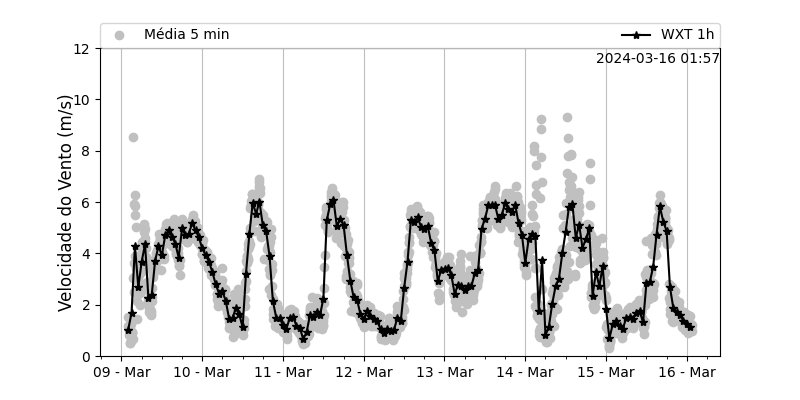 Média 5 min
WXT 1h
2024-03-16 01:57
Velocidade do Vento (m/s)
12
10
8
6
4
2
0
09 - Mar
10 - Mar
11 - Mar
12 - Mar
13 - Mar
14 - Mar
15 - Mar
16 - Mar